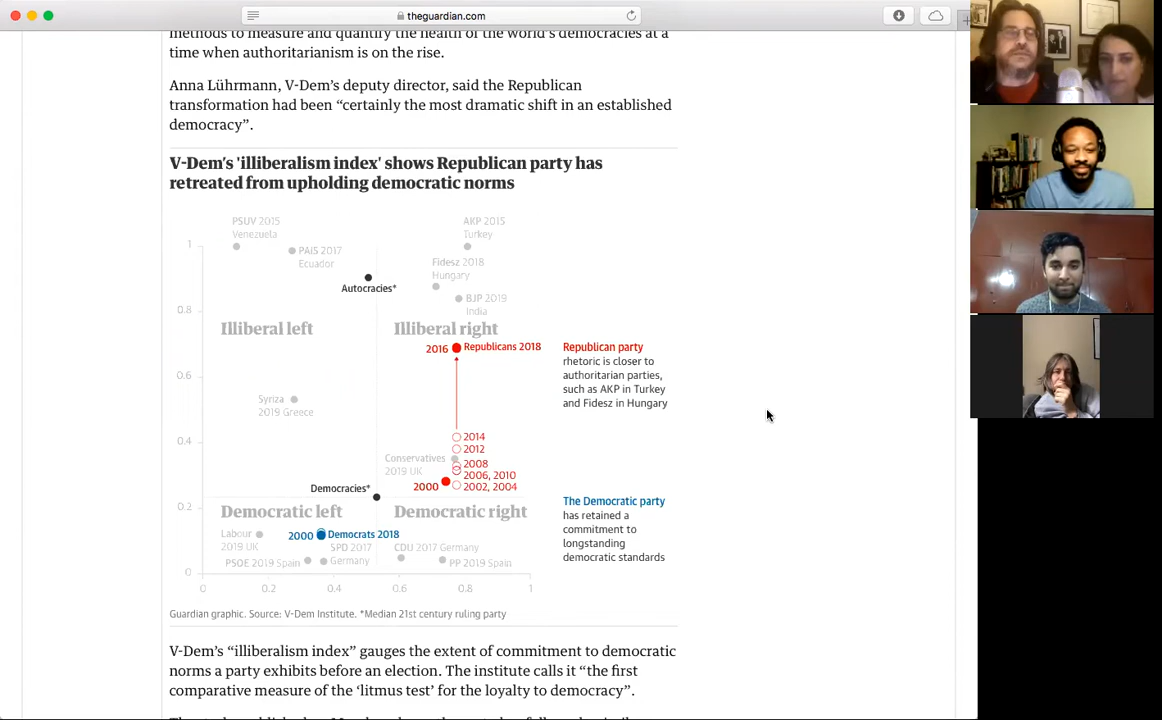 theguardian.com
methods to measure and quantify the health of the world's democracies at a
time when authoritarianism is on the rise.
Anna Lührmann, V-Dem's deputy director, said the Republican
transformation had been “certainly the most dramatic shift in an established
democracy”.
V-Dem's 'illiberalism index' shows Republican party has
retreated from upholding democratic norms
PSUV 2015
Venezuela
AKP 2015
Turkey
1
PAIS 2017
Ecuador
Fidesz 2018
Hungary
Autocracies*
BJP 2019
India
0.8
Illiberal left
Illiberal right
2016
Republicans 2018
Republican party
rhetoric is closer to
authoritarian parties,
such as AKP in Turkey
and Fidesz in Hungary
0.6
Syriza
2019 Greece
0.4
2014
2012
Conservatives
2019 UK
2008
2006, 2010
2000
2002, 2004
Democracies*
0.2
Democratic left
Democratic right
The Democratic party
has retained a
commitment to
longstanding
democratic standards
Labour
2019 UK
2000
Democrats 2018
SPD 2017
Germany
CDU 2017 Germany
PSOE 2019 Spain
PP 2019 Spain
0
0 0.2 0.4 0.6 0.8 1
Guardian graphic. Source: V-Dem Institute. *Median 21st century ruling party
V-Dem's “illiberalism index” gauges the extent of commitment to democratic
norms a party exhibits before an election. The institute calls it “the first
comparative measure of the ‘litmus test’ for the loyalty to democracy”.